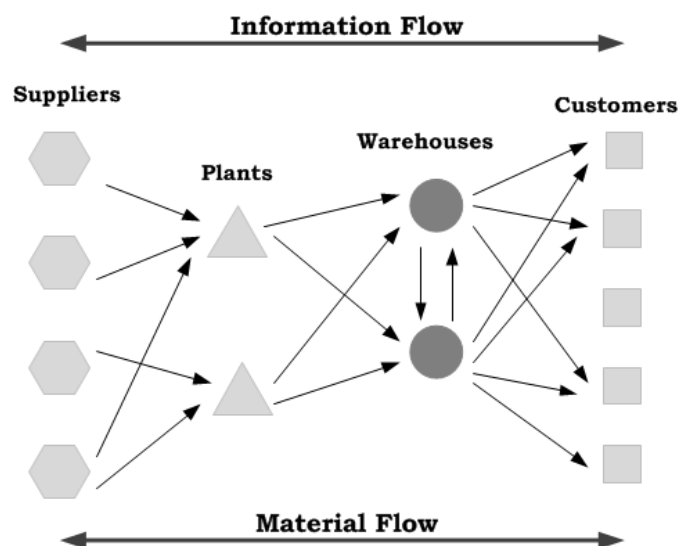 Information Flow
Suppliers
Customers
Warehouses
Plants
Material Flow